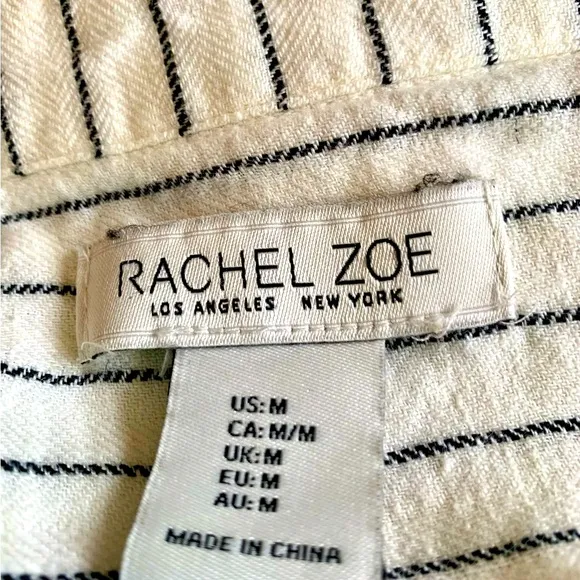 RACHEL ZOE
LOS ANGELES NEW YORK
US: M
CA: M/M
UK: M
EU: M
AU: M
MADE IN CHINA